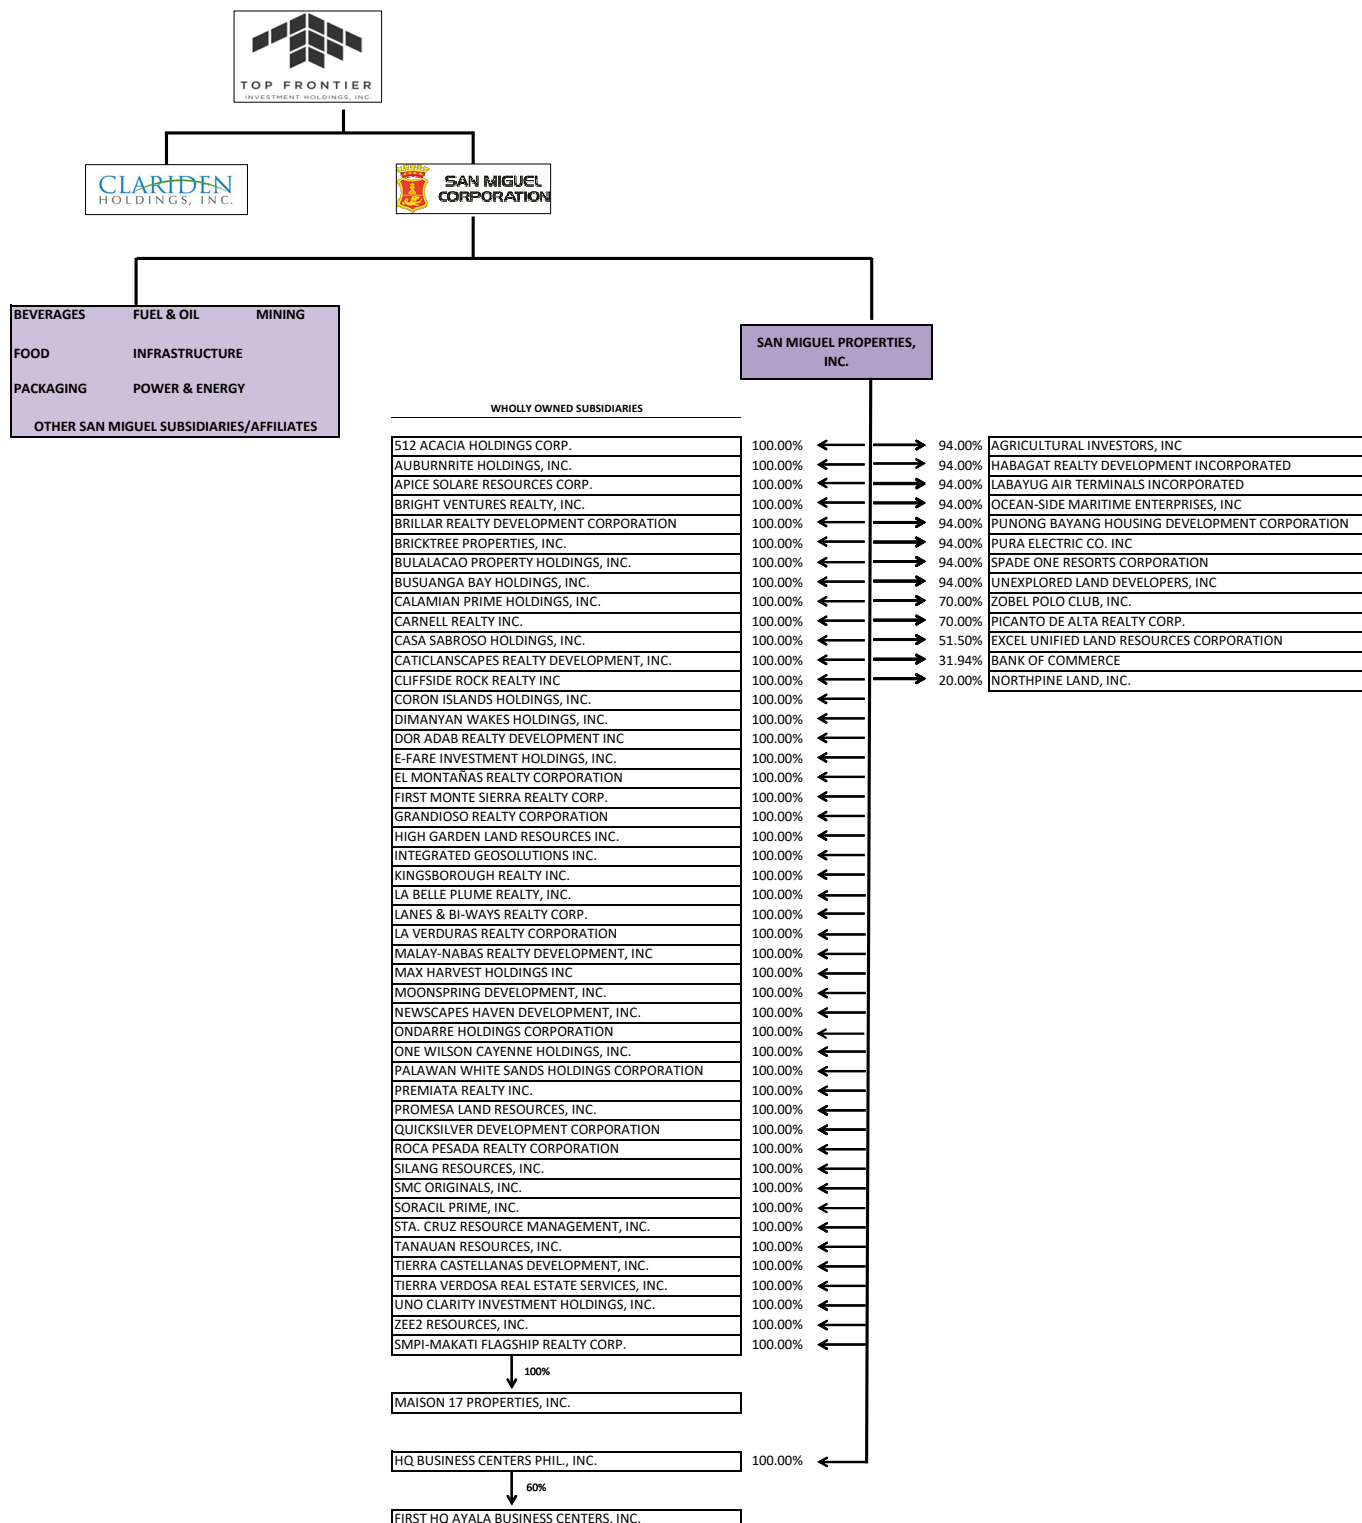 TOP FRONTIER
INVESTMENT HOLDINGS, INC.
CLARIDEN
HOLDINGS, INC.
SAN MIGUEL
CORPORATION
BEVERAGES FUEL & OIL MINING
FOOD INFRASTRUCTURE
PACKAGING POWER & ENERGY
OTHER SAN MIGUEL SUBSIDIARIES/AFFILIATES
SAN MIGUEL PROPERTIES,
INC.
WHOLLY OWNED SUBSIDIARIES
512 ACACIA HOLDINGS CORP. 100.00% 94.00% AGRICULTURAL INVESTORS, INC
AUBURNRITE HOLDINGS, INC. 100.00% 94.00% HABAGAT REALTY DEVELOPMENT INCORPORATED
APICE SOLARE RESOURCES CORP. 100.00% 94.00% LABAYUG AIR TERMINALS INCORPORATED
BRIGHT VENTURES REALTY, INC. 100.00% 94.00% OCEAN-SIDE MARITIME ENTERPRISES, INC
BRILLAR REALTY DEVELOPMENT CORPORATION 100.00% 94.00% PUNONG BAYANG HOUSING DEVELOPMENT CORPORATION
BRICKTREE PROPERTIES, INC. 100.00% 94.00% PURA ELECTRIC CO. INC
BULALACAO PROPERTY HOLDINGS, INC. 100.00% 94.00% SPADE ONE RESORTS CORPORATION
BUSUANGA BAY HOLDINGS, INC. 100.00% 94.00% UNEXPLORED LAND DEVELOPERS, INC
CALAMIAN PRIME HOLDINGS, INC. 100.00% 70.00% ZOBEL POLO CLUB, INC.
CARNELL REALTY INC. 100.00% 70.00% PICANTO DE ALTA REALTY CORP.
CASA SABROSO HOLDINGS, INC. 100.00% 51.50% EXCEL UNIFIED LAND RESOURCES CORPORATION
CATICLANSCAPES REALTY DEVELOPMENT, INC. 100.00% 31.94% BANK OF COMMERCE
CLIFFSIDE ROCK REALTY INC 100.00% 20.00% NORTHPINE LAND, INC.
CORON ISLANDS HOLDINGS, INC. 100.00%
DIMANYAN WAKES HOLDINGS, INC. 100.00%
DOR ADAB REALTY DEVELOPMENT INC 100.00%
E-FARE INVESTMENT HOLDINGS, INC. 100.00%
EL MONTAÑAS REALTY CORPORATION 100.00%
FIRST MONTE SIERRA REALTY CORP. 100.00%
GRANDIOSO REALTY CORPORATION 100.00%
HIGH GARDEN LAND RESOURCES INC. 100.00%
INTEGRATED GEOSOLUTIONS INC. 100.00%
KINGSBOROUGH REALTY INC. 100.00%
LA BELLE PLUME REALTY, INC. 100.00%
LANES & BI-WAYS REALTY CORP. 100.00%
LA VERDURAS REALTY CORPORATION 100.00%
MALAY-NABAS REALTY DEVELOPMENT, INC 100.00%
MAX HARVEST HOLDINGS INC 100.00%
MOONSPRING DEVELOPMENT, INC. 100.00%
NEWSCAPES HAVEN DEVELOPMENT, INC. 100.00%
ONDARRE HOLDINGS CORPORATION 100.00%
ONE WILSON CAYENNE HOLDINGS, INC. 100.00%
PALAWAN WHITE SANDS HOLDINGS CORPORATION 100.00%
PREMIATA REALTY INC. 100.00%
PROMESA LAND RESOURCES, INC. 100.00%
QUICKSILVER DEVELOPMENT CORPORATION 100.00%
ROCA PESADA REALTY CORPORATION 100.00%
SILANG RESOURCES, INC. 100.00%
SMC ORIGINALS, INC. 100.00%
SORACIL PRIME, INC. 100.00%
STA. CRUZ RESOURCE MANAGEMENT, INC. 100.00%
TANAUAN RESOURCES, INC. 100.00%
TIERRA CASTELLANAS DEVELOPMENT, INC. 100.00%
TIERRA VERDOSA REAL ESTATE SERVICES, INC. 100.00%
UNO CLARITY INVESTMENT HOLDINGS, INC. 100.00%
ZEE2 RESOURCES, INC. 100.00%
SMPI-MAKATI FLAGSHIP REALTY CORP. 100.00%
100%
MAISON 17 PROPERTIES, INC.
HQ BUSINESS CENTERS PHIL., INC. 100.00%
60%
FIRST HQ AYALA BUSINESS CENTERS, INC.